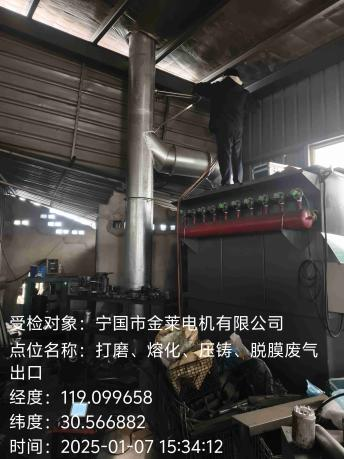 受检对象：宁国市金莱电机有限公司
点位名称：打磨、熔化、压铸、脱膜废气
出口
经度：119.099658
纬度：30.566882
时间：2025-01-07 15:34:12